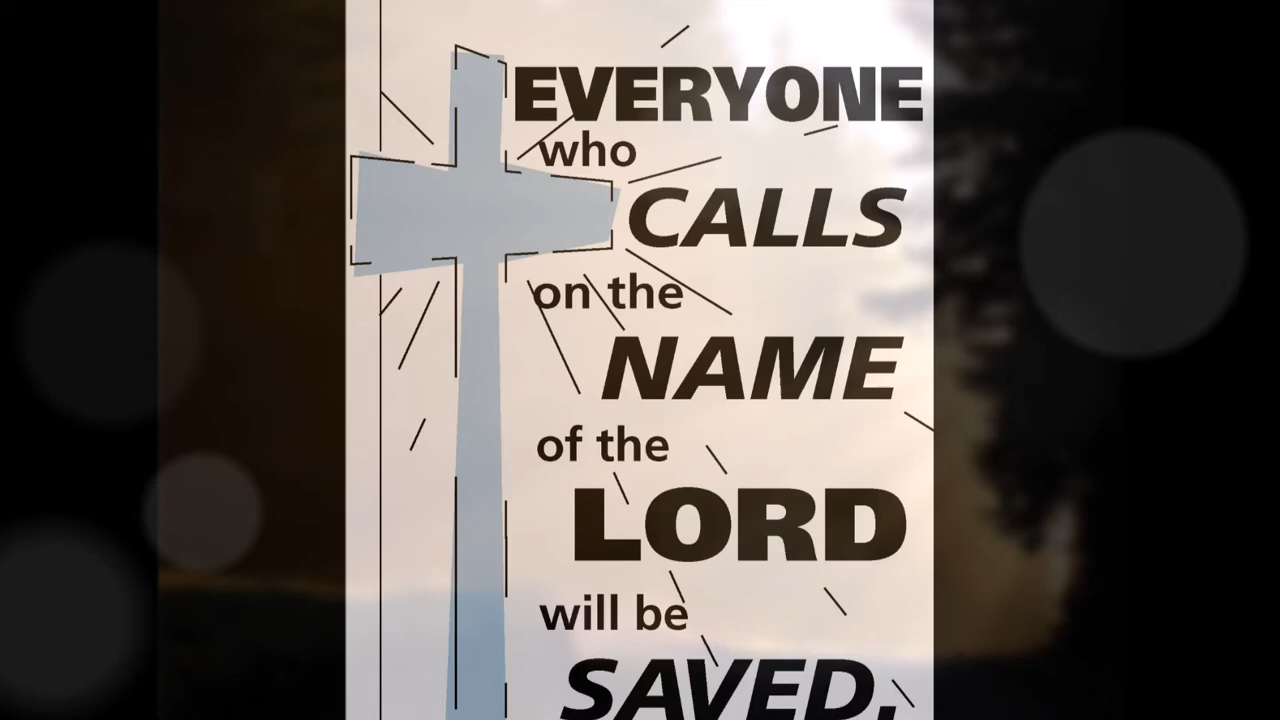 EVERYONE
who
CALLS
on the
NAME
of the
LORD
will be
SAVED.